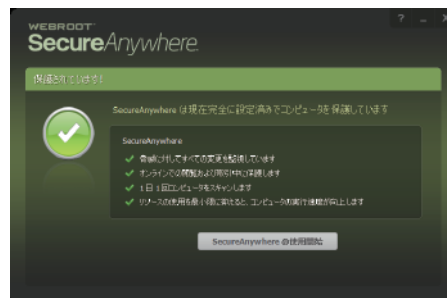 WEBROOT
SecureAnywhere
? – X
保護されています!
SecureAnywhere は現在完全に設定済みでコンピュータを保護しています
SecureAnywhere
脅威に対してすべての変更を監視しています
オンラインでの閲覧および取引中に保護します
1 日 1 回コンピュータをスキャンします
リソースの使用を最小限に抑えると、コンピュータの実行速度が向上します
SecureAnywhere の使用開始